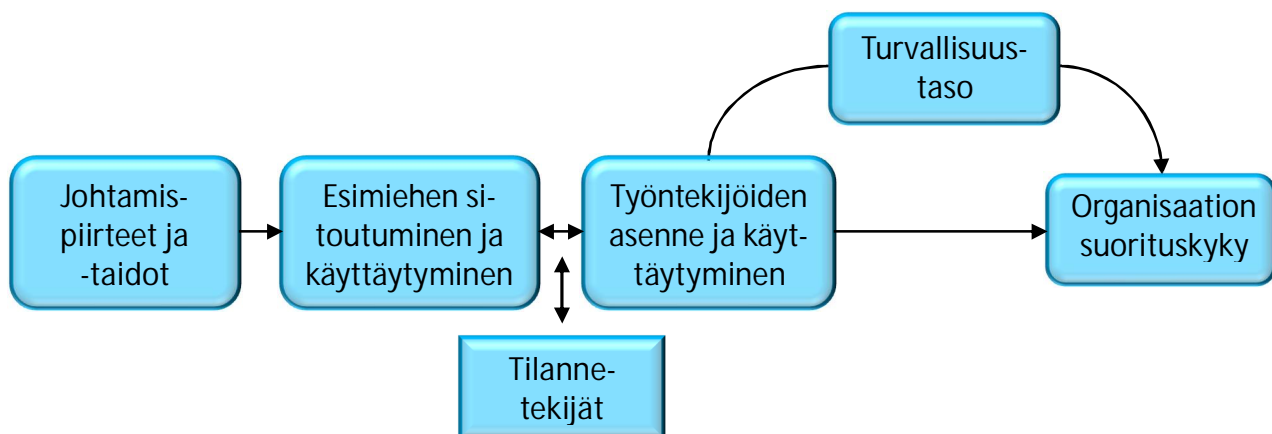 Turvallisuus-
taso
Johtamis-
piirteet ja
-taidot
Esimiehen si-
toutuminen ja
käyttäytyminen
Työntekijöiden
asenne ja käyt-
täytyminen
Organisaation
suorituskyky
Tilanne-
tekijät